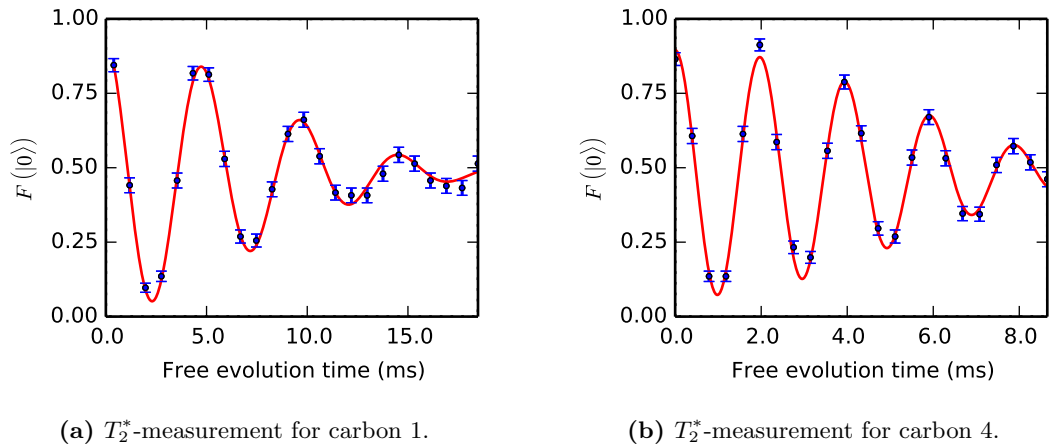 1.00
0.75
0.50
0.25
0.00
F (|0⟩)
0.0 5.0 10.0 15.0
Free evolution time (ms)
(a) T₂*-measurement for carbon 1.
1.00
0.75
0.50
0.25
0.00
F (|0⟩)
0.0 2.0 4.0 6.0 8.0
Free evolution time (ms)
(b) T₂*-measurement for carbon 4.